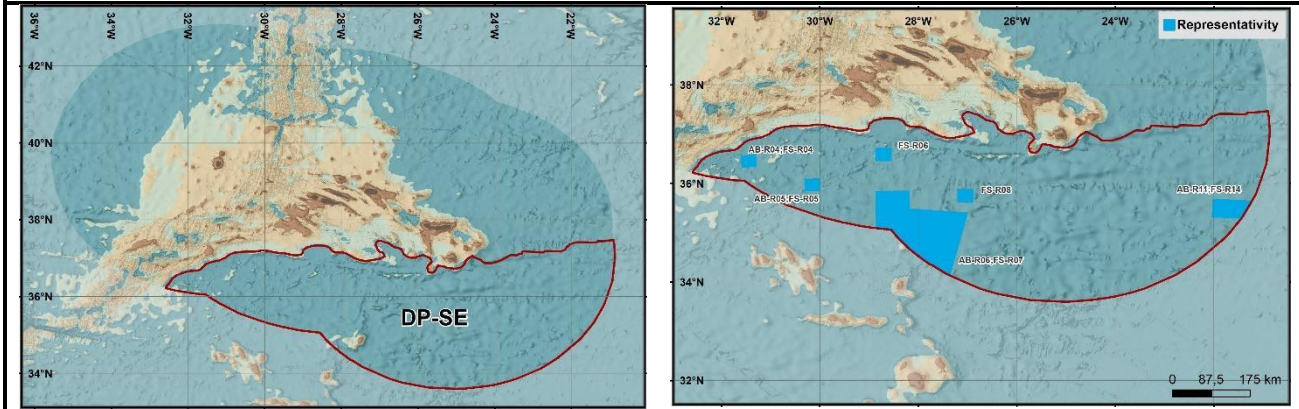 36°W
34°W
32°W
30°W
28°W
26°W
24°W
22°W
42°N
40°N
38°N
36°N
34°N
DP-SE
32°W
30°W
28°W
26°W
24°W
Representativity
38°N
36°N
34°N
32°N
AB-R04;FS-R04
FS-R06
AB-R05;FS-R05
FS-R08
AB-R11;FS-R14
AB-R06;FS-R07
0 87,5 175 km